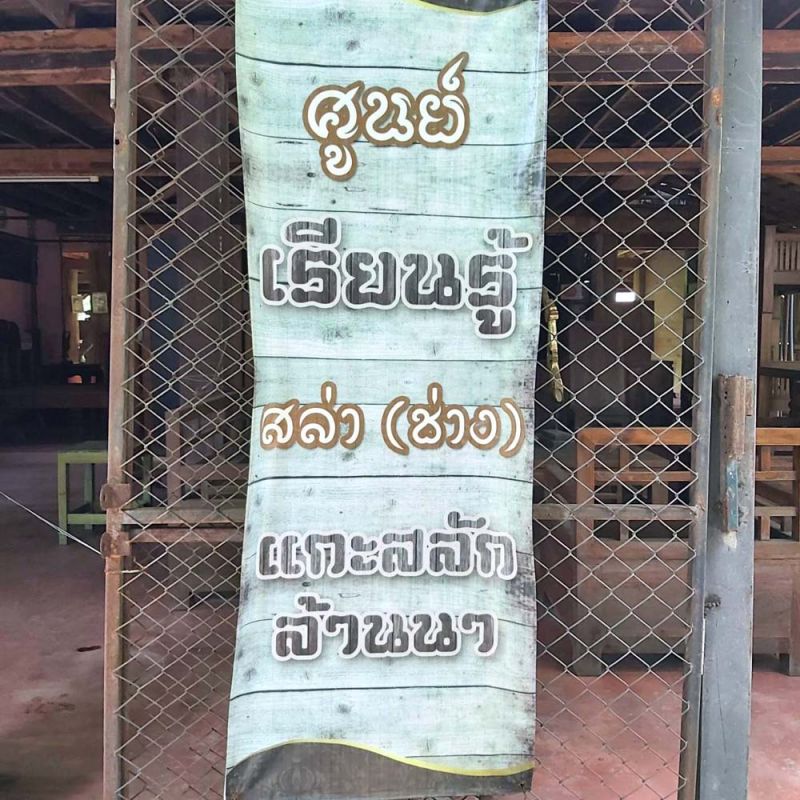 ศูนย์
เรียนรู้
สล่า (ช่าง)
แกะสลัก
ล้านนา